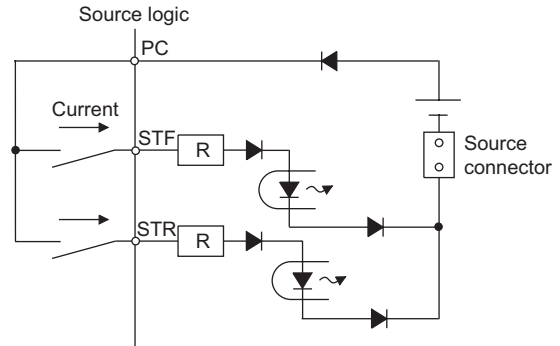 Source logic
PC
Current
STF
R
Source
connector
STR
R